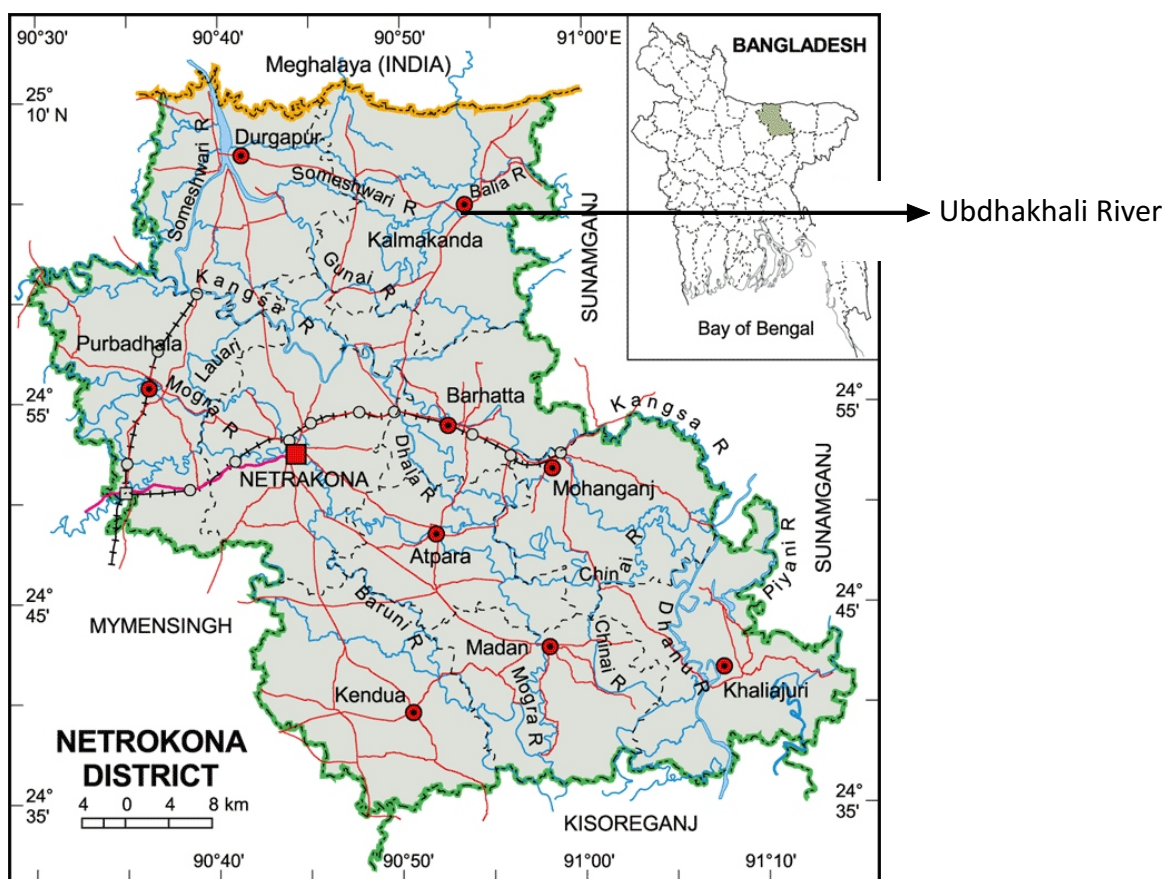 90°30'
90°40'
90°50'
91°00'E
Meghalaya (INDIA)
BANGLADESH
25°
10' N
Durgapur
Someshwari R
Someshwari R
Balia R
Ubdhakhali River
Kalmakanda
SUNAMGANJ
Gunai R
Kangsa R
Bay of Bengal
Purbadhala
Lauari
Mogra R
Barhatta
24°
55'
24°
55'
Kangsa R
Dhala R
NETRAKONA
Mohanganj
SUNAMGANJ
Piyani R
Atpara
Chinai R
24°
45'
24°
45'
MYMENSINGH
Baruni R
Dhanu R
Madan
Chinai R
Khaliajuri
Mogra R
Kendua
NETROKONA
DISTRICT
4 0 4 8 km
24°
35'
24°
35'
KISOREGANJ
90°40'
90°50'
91°00'
91°10'